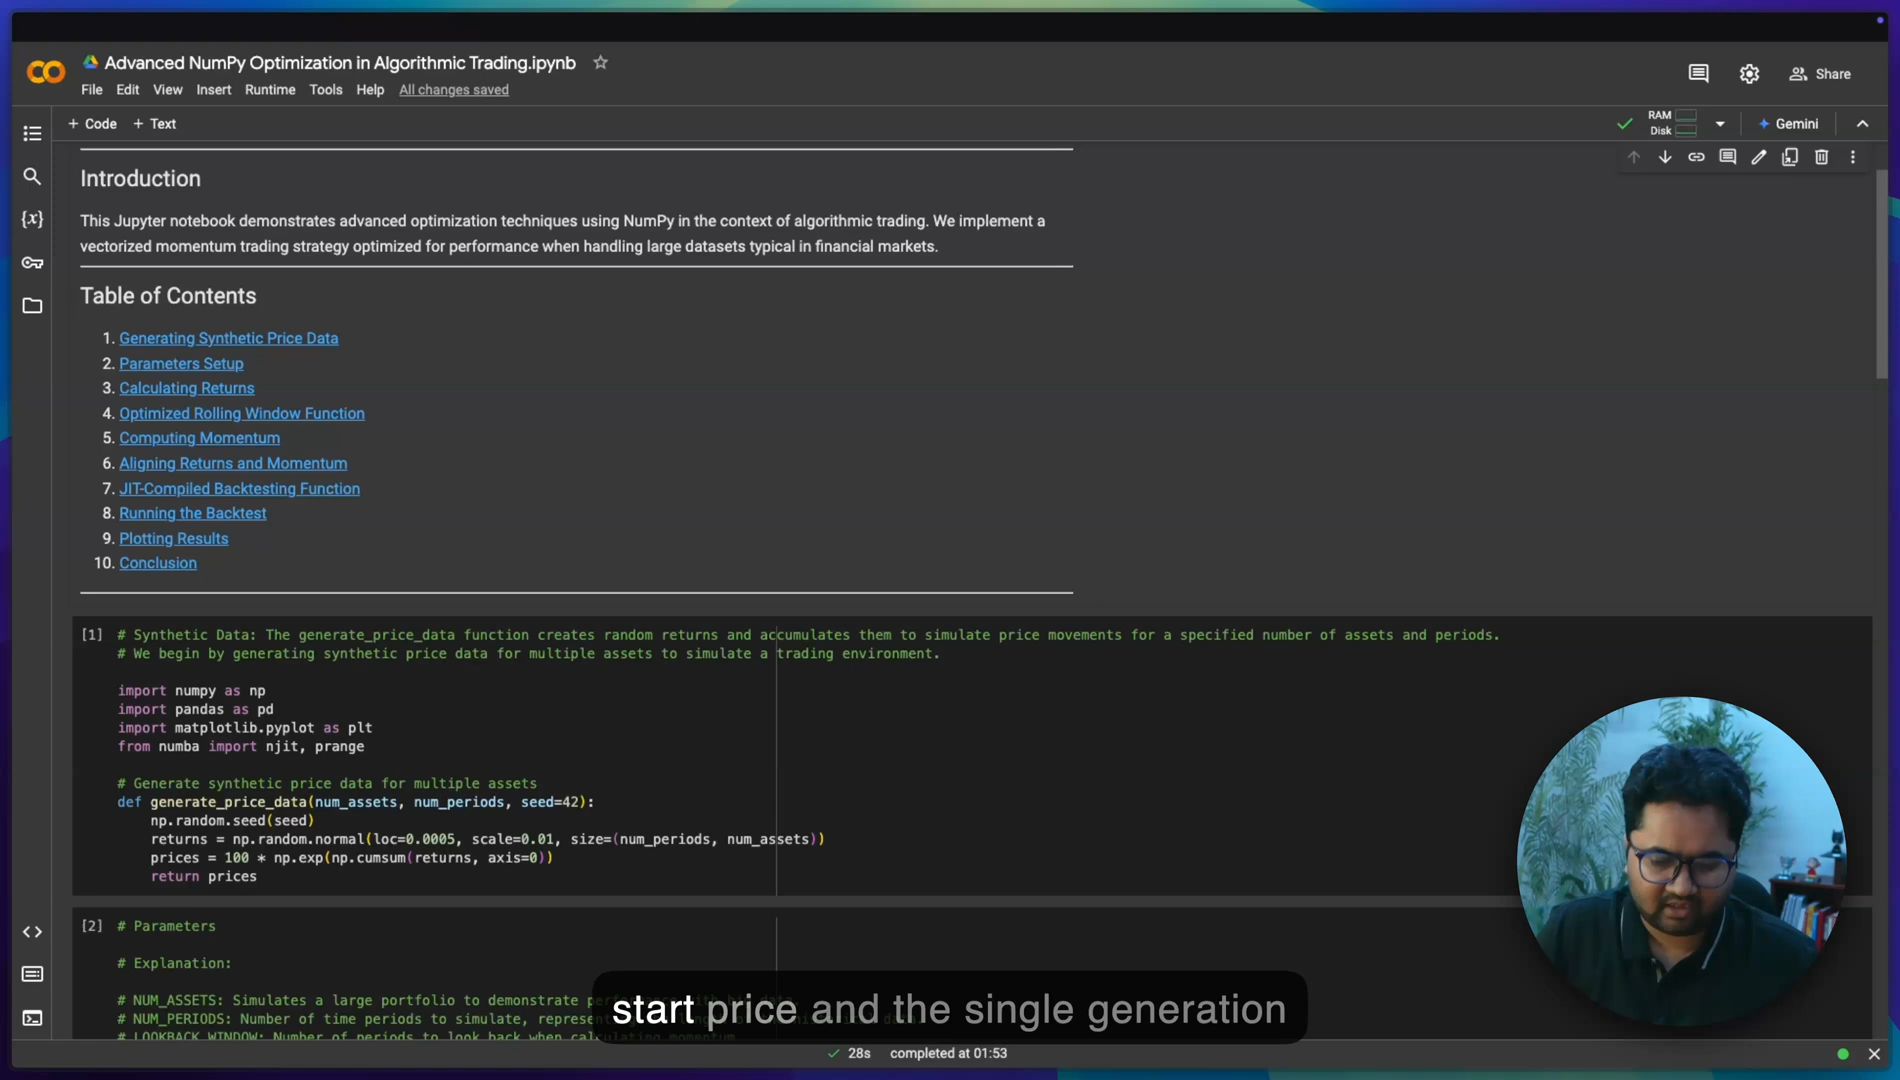 Advanced NumPy Optimization in Algorithmic Trading.ipynb
File Edit View Insert Runtime Tools Help All changes saved
Share
+ Code + Text
RAM
Disk
Gemini
Introduction
This Jupyter notebook demonstrates advanced optimization techniques using NumPy in the context of algorithmic trading. We implement a
vectorized momentum trading strategy optimized for performance when handling large datasets typical in financial markets.
Table of Contents
1. Generating Synthetic Price Data
2. Parameters Setup
3. Calculating Returns
4. Optimized Rolling Window Function
5. Computing Momentum
6. Aligning Returns and Momentum
7. JIT-Compiled Backtesting Function
8. Running the Backtest
9. Plotting Results
10. Conclusion
[1] # Synthetic Data: The generate_price_data function creates random returns and accumulates them to simulate price movements for a specified number of assets and periods.
# We begin by generating synthetic price data for multiple assets to simulate a trading environment.
import numpy as np
import pandas as pd
import matplotlib.pyplot as plt
from numba import njit, prange
# Generate synthetic price data for multiple assets
def generate_price_data(num_assets, num_periods, seed=42):
np.random.seed(seed)
returns = np.random.normal(loc=0.0005, scale=0.01, size=(num_periods, num_assets))
prices = 100 * np.exp(np.cumsum(returns, axis=0))
return prices
[2] # Parameters
# Explanation:
# NUM_ASSETS: Simulates a large portfolio to demonstrate
# NUM_PERIODS: Number of time periods to simulate,
# LOOKBACK_WINDOW: Number of periods to look back when
start price and the single generation
28s completed at 01:53